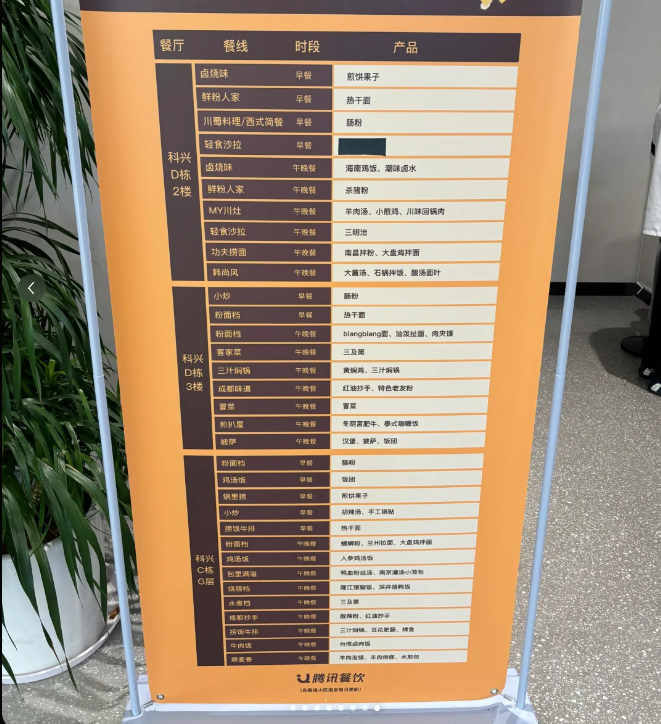 餐厅 餐线 时段 产品
科兴D栋2楼
卤烧味 早餐 煎饼果子
鲜粉人家 早餐 热干面
川蜀料理/西式简餐 早餐 肠粉
轻食沙拉 早餐
卤烧味 午晚餐 海南鸡饭、潮味卤水
鲜粉人家 午晚餐 杀猪粉
MY川灶 午晚餐 羊肉汤、小煎鸡、川味回锅肉
轻食沙拉 午晚餐 三明治
功夫捞面 午晚餐 南昌拌粉、大盘鸡拌面
韩尚风 午晚餐 大酱汤、石锅拌饭、酸汤面叶
科兴D栋3楼
小炒 早餐 肠粉
粉面档 早餐 热干面
粉面档 午晚餐 biangbiang面、油泼扯面、肉夹馍
客家菜 午晚餐 三及第
三汁焖锅 午晚餐 黄焖鸡、三汁焖锅
成都味道 午晚餐 红油抄手、特色老友粉
冒菜 午晚餐 冒菜
煎扒屋 午晚餐 冬阴宫肥牛、泰式咖喱饭
披萨 午晚餐 汉堡、披萨、饭团
科兴C栋G层
粉面档 早餐 肠粉
鸡汤饭 早餐 饭团
锅里捞 早餐 煎饼果子
小炒 早餐 胡辣汤、手工锅贴
捞饭牛排 早餐 热干面
粉面档 午晚餐 螺蛳粉、兰州拉面、大盘鸡拌面
鸡汤饭 午晚餐 人参鸡汤饭
包里满溢 午晚餐 鸭血粉丝汤、南京灌汤小笼包
烧腊档 午晚餐 隆江猪脚饭、深井烧鸭饭
水煮档 午晚餐 三及第
成都抄手 午晚餐 酸辣粉、红油抄手
捞饭牛排 午晚餐 三汁焖锅、豆花肥肠、烤鱼
牛肉饭 午晚餐 台湾卤肉饭
午晚餐 羊肉泡馍、羊肉烩馍、水煎包
腾讯餐饮